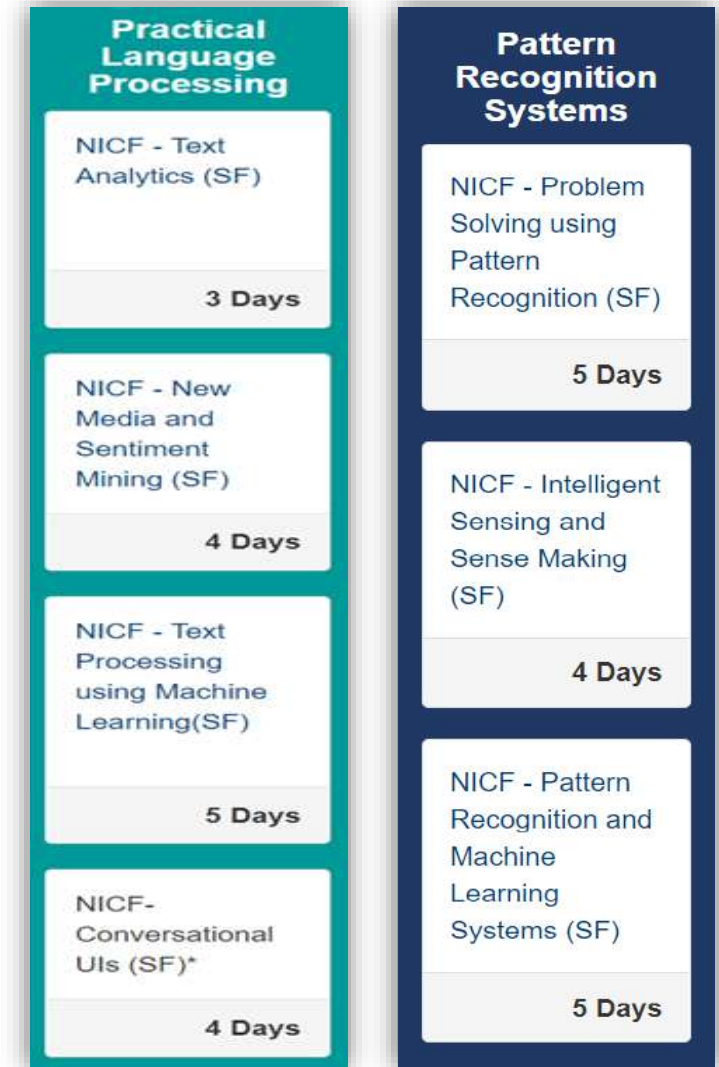 Practical
Language
Processing
NICF - Text
Analytics (SF)
3 Days
NICF - New
Media and
Sentiment
Mining (SF)
4 Days
NICF - Text
Processing
using Machine
Learning(SF)
5 Days
NICF-
Conversational
UIs (SF)*
4 Days
Pattern
Recognition
Systems
NICF - Problem
Solving using
Pattern
Recognition (SF)
5 Days
NICF - Intelligent
Sensing and
Sense Making
(SF)
4 Days
NICF - Pattern
Recognition and
Machine
Learning
Systems (SF)
5 Days